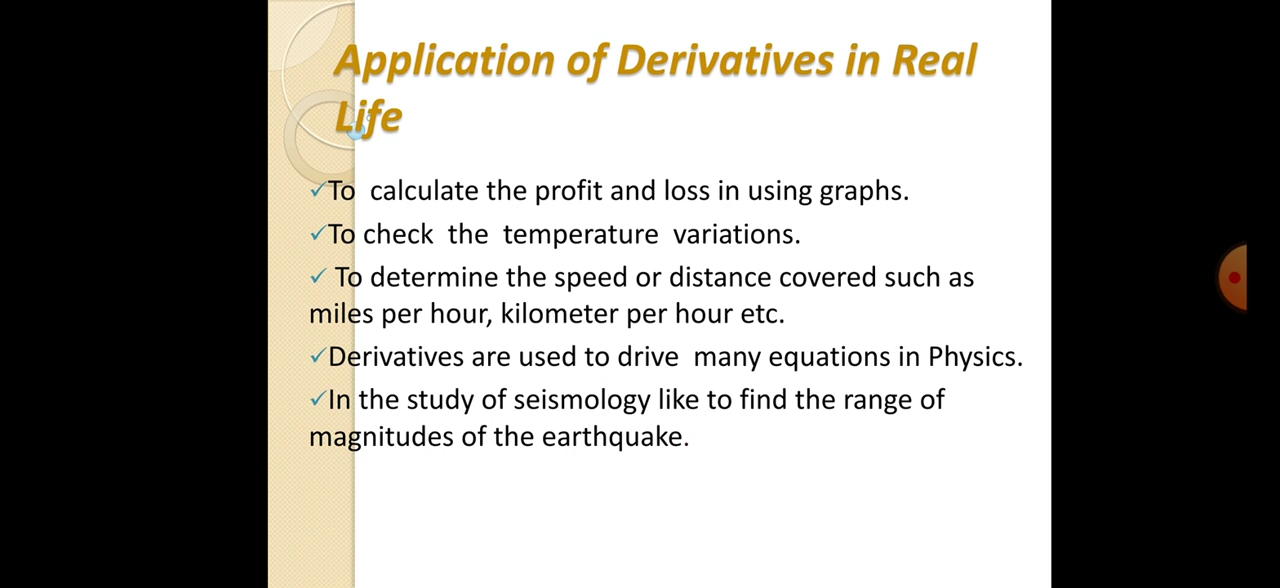 Application of Derivatives in Real
Life
✓To calculate the profit and loss in using graphs.
✓To check the temperature variations.
✓ To determine the speed or distance covered such as
miles per hour, kilometer per hour etc.
✓Derivatives are used to drive many equations in Physics.
✓In the study of seismology like to find the range of
magnitudes of the earthquake.